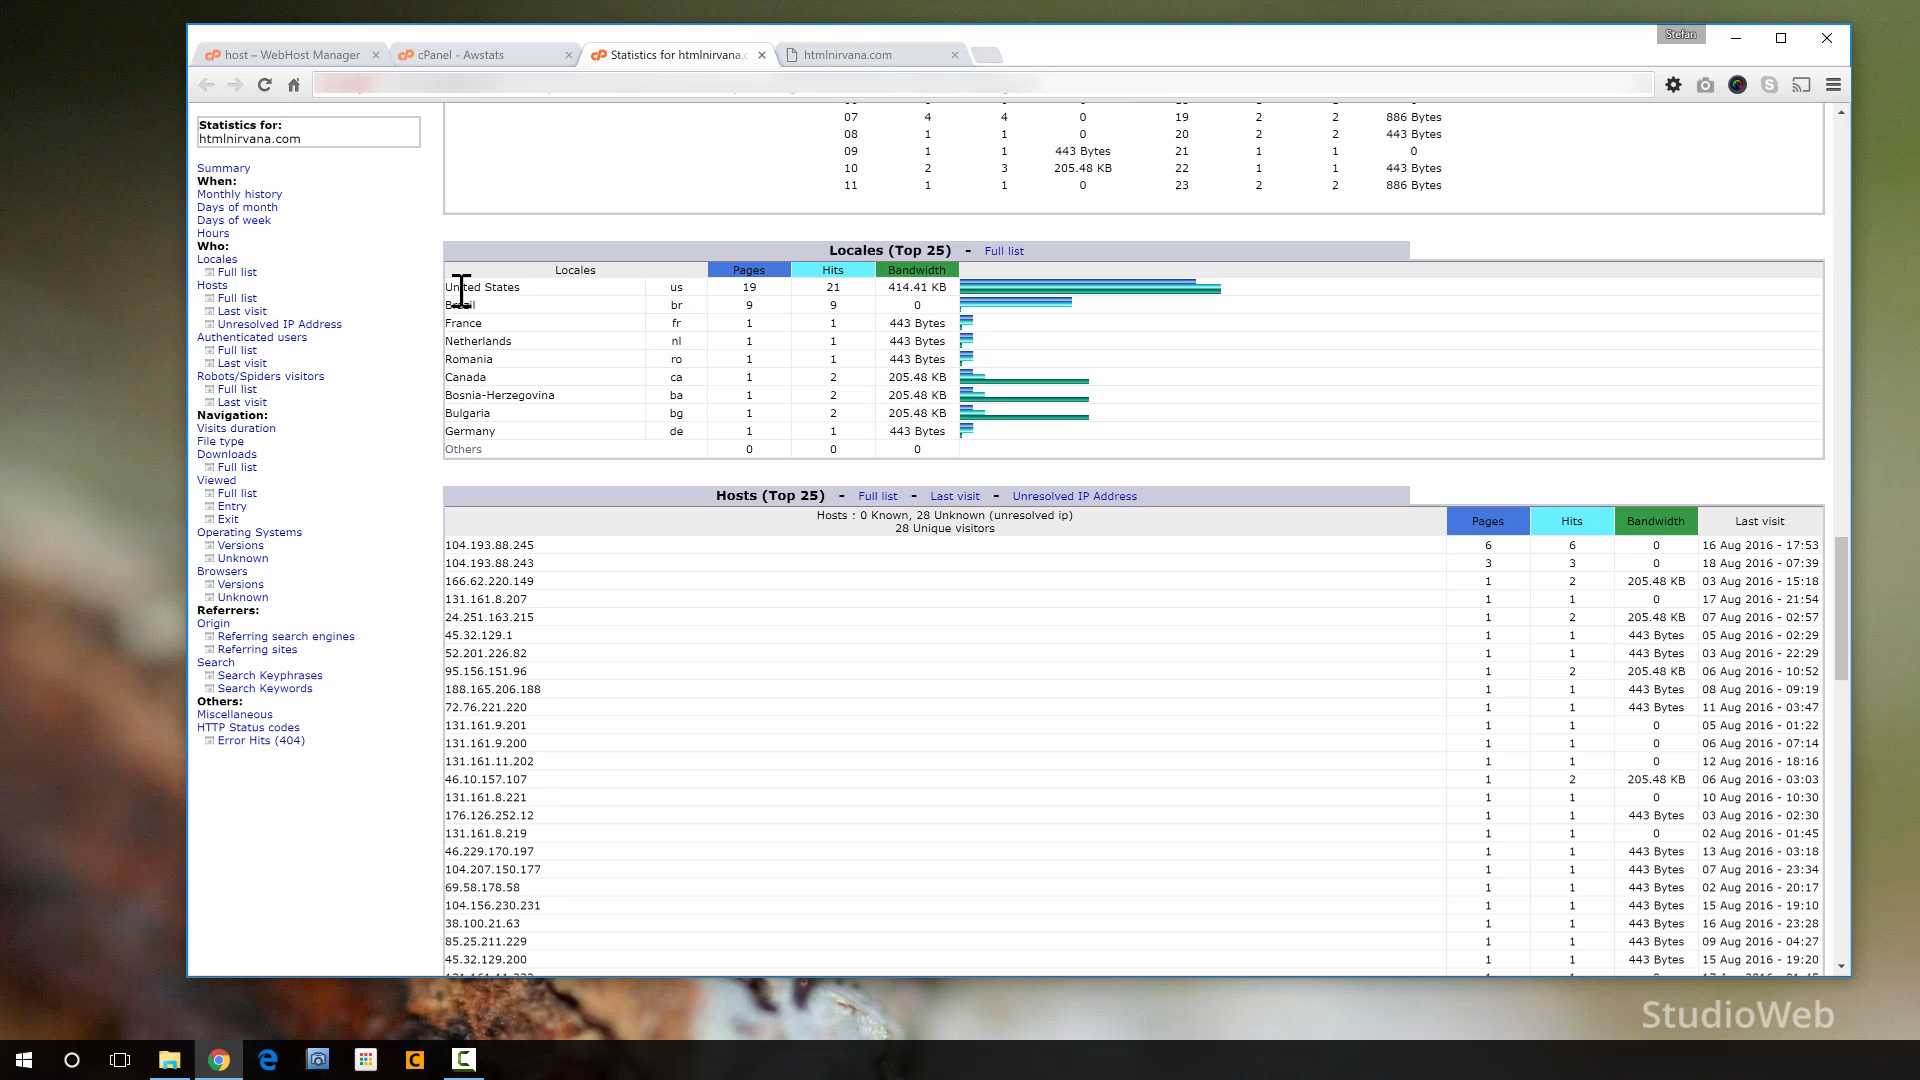 Stefan
host – WebHost Manager
cPanel - Awstats
Statistics for htmlnirvana.c
htmlnirvana.com
Statistics for:
htmlnirvana.com
Summary
When:
Monthly history
Days of month
Days of week
Hours
Who:
Locales
Full list
Hosts
Full list
Last visit
Unresolved IP Address
Authenticated users
Full list
Last visit
Robots/Spiders visitors
Full list
Last visit
Navigation:
Visits duration
File type
Downloads
Full list
Viewed
Full list
Entry
Exit
Operating Systems
Versions
Unknown
Browsers
Versions
Unknown
Referrers:
Origin
Referring search engines
Referring sites
Search
Search Keyphrases
Search Keywords
Others:
Miscellaneous
HTTP Status codes
Error Hits (404)
07 4 4 0 19 2 2 886 Bytes
08 1 1 0 20 2 2 443 Bytes
09 1 1 443 Bytes 21 1 1 0
10 2 3 205.48 KB 22 1 1 443 Bytes
11 1 1 0 23 2 2 886 Bytes
Locales (Top 25) - Full list
Locales Pages Hits Bandwidth
United States us 19 21 414.41 KB
Brazil br 9 9 0
France fr 1 1 443 Bytes
Netherlands nl 1 1 443 Bytes
Romania ro 1 1 443 Bytes
Canada ca 1 2 205.48 KB
Bosnia-Herzegovina ba 1 2 205.48 KB
Bulgaria bg 1 2 205.48 KB
Germany de 1 1 443 Bytes
Others 0 0 0
Hosts (Top 25) - Full list - Last visit - Unresolved IP Address
Hosts : 0 Known, 28 Unknown (unresolved ip)
28 Unique visitors
Pages Hits Bandwidth Last visit
104.193.88.245 6 6 0 16 Aug 2016 - 17:53
104.193.88.243 3 3 0 18 Aug 2016 - 07:39
166.62.220.149 1 2 205.48 KB 03 Aug 2016 - 15:18
131.161.8.207 1 1 0 17 Aug 2016 - 21:54
24.251.163.215 1 2 205.48 KB 07 Aug 2016 - 02:57
45.32.129.1 1 1 443 Bytes 05 Aug 2016 - 02:29
52.201.226.82 1 1 443 Bytes 03 Aug 2016 - 22:29
95.156.151.96 1 2 205.48 KB 06 Aug 2016 - 10:52
188.165.206.188 1 1 443 Bytes 08 Aug 2016 - 09:19
72.76.221.220 1 1 443 Bytes 11 Aug 2016 - 03:47
131.161.9.201 1 1 0 05 Aug 2016 - 01:22
131.161.9.200 1 1 0 06 Aug 2016 - 07:14
131.161.11.202 1 1 0 12 Aug 2016 - 18:16
46.10.157.107 1 2 205.48 KB 06 Aug 2016 - 03:03
131.161.8.221 1 1 0 10 Aug 2016 - 10:30
176.126.252.12 1 1 443 Bytes 03 Aug 2016 - 02:30
131.161.8.219 1 1 0 02 Aug 2016 - 01:45
46.229.170.197 1 1 443 Bytes 13 Aug 2016 - 03:18
104.207.150.177 1 1 443 Bytes 07 Aug 2016 - 23:34
69.58.178.58 1 1 443 Bytes 02 Aug 2016 - 20:17
104.156.230.231 1 1 443 Bytes 15 Aug 2016 - 19:10
38.100.21.63 1 1 443 Bytes 16 Aug 2016 - 23:28
85.25.211.229 1 1 443 Bytes 09 Aug 2016 - 04:27
45.32.129.200 1 1 443 Bytes 15 Aug 2016 - 19:20
StudioWeb